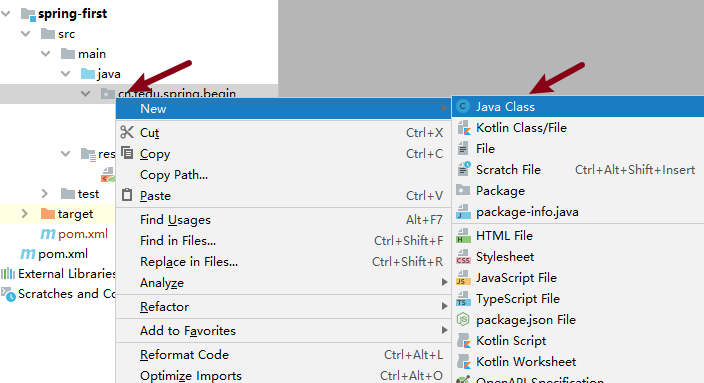 spring-first
src
main
java
cn.tedu.spring.begin
New
Cut Ctrl+X
Copy Ctrl+C
Copy Path...
Paste Ctrl+V
Find Usages Alt+F7
Find in Files... Ctrl+Shift+F
Replace in Files... Ctrl+Shift+R
Analyze
Refactor
Add to Favorites
Reformat Code Ctrl+Alt+L
Optimize Imports Ctrl+Alt+O
Java Class
Kotlin Class/File
File
Scratch File Ctrl+Alt+Shift+Insert
Package
package-info.java
HTML File
Stylesheet
JavaScript File
TypeScript File
package.json File
Kotlin Script
Kotlin Worksheet
OpenAPI Specification
res
test
target
pom.xml
pom.xml
External Libraries
Scratches and Co